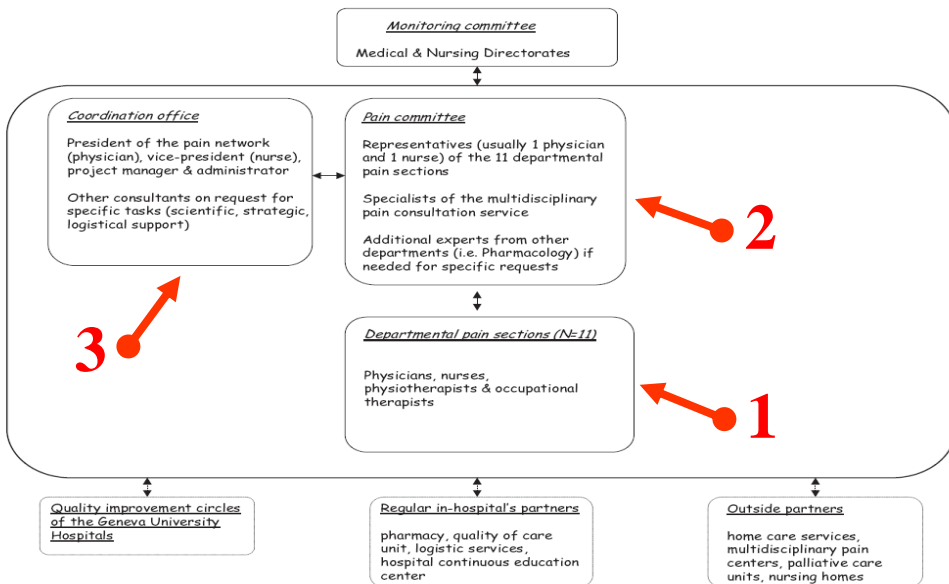 Monitoring committee
Medical & Nursing Directorates
Coordination office
President of the pain network
(physician), vice-president (nurse),
project manager & administrator
Other consultants on request for
specific tasks (scientific, strategic,
logistical support)
Pain committee
Representatives (usually 1 physician
and 1 nurse) of the 11 departmental
pain sections
Specialists of the multidisciplinary
pain consultation service
Additional experts from other
departments (i.e. Pharmacology) if
needed for specific requests
2
3
Departmental pain sections (N=11)
Physicians, nurses,
physiotherapists & occupational
therapists
1
Quality improvement circles
of the Geneva University
Hospitals
Regular in-hospital's partners
pharmacy, quality of care
unit, logistic services,
hospital continuous education
center
Outside partners
home care services,
multidisciplinary pain
centers, palliative care
units, nursing homes